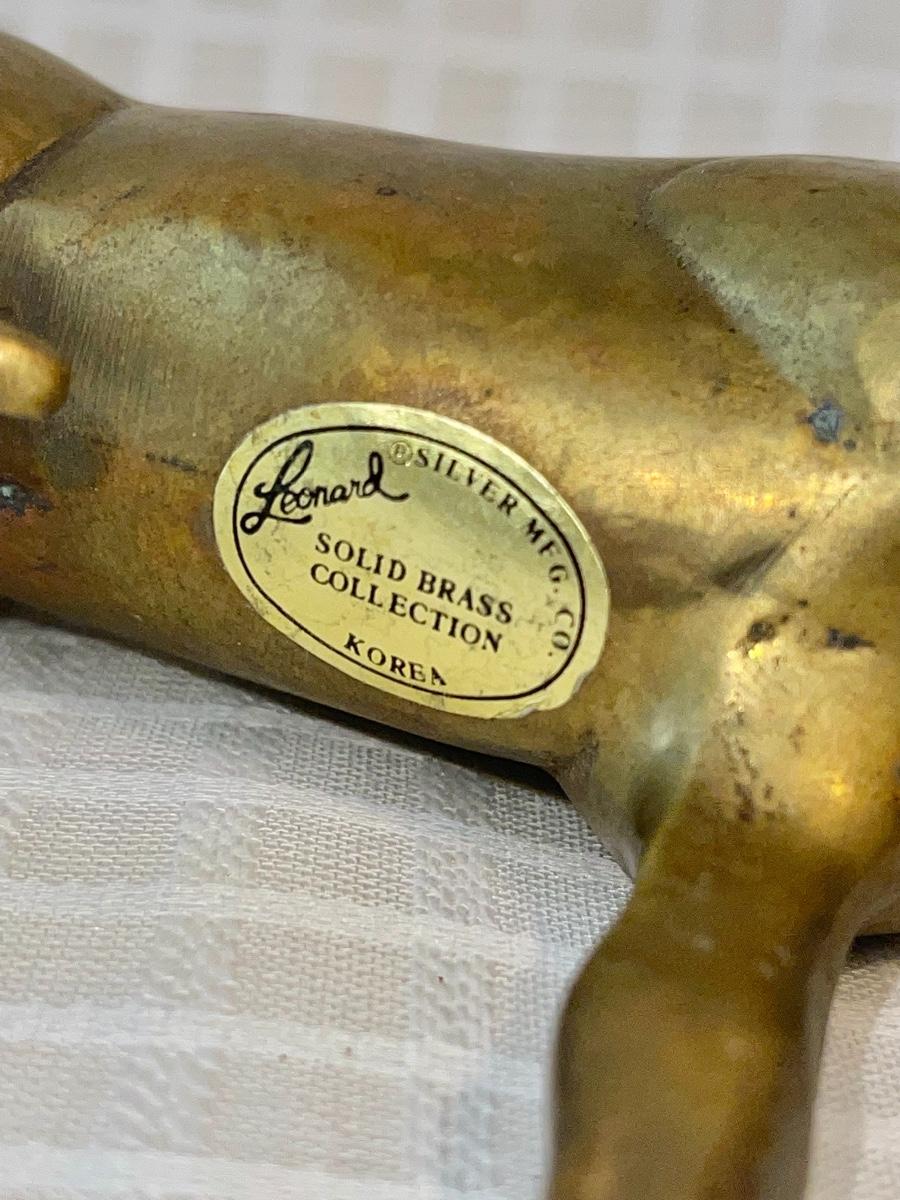 Leonard ® SILVER MFG. CO.
SOLID BRASS
COLLECTION
KOREA